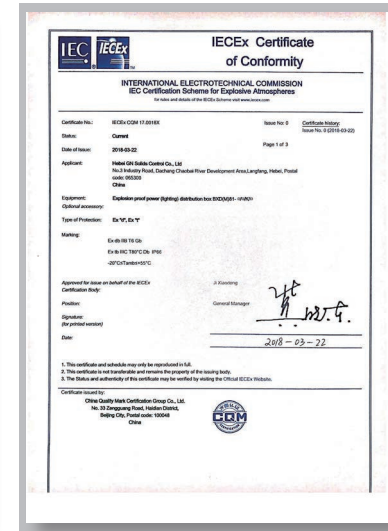 IEC IECEx
IECEx Certificate
of Conformity
INTERNATIONAL ELECTROTECHNICAL COMMISSION
IEC Certification Scheme for Explosive Atmospheres
for rules and details of the IECEx Scheme visit www.iecex.com
Certificate No.: IECEx CQM 17.0018X Issue No: 0 Certificate history:
Issue No. 0 (2018-03-22)
Status: Current
Page 1 of 3
Date of Issue: 2018-03-22
Applicant: Hebei GN Solids Control Co., Ltd
No.3 Industry Road, Dachang Chaobai River Development Area,Langfang, Hebei, Postal
code: 065300
China
Equipment: Explosion proof power (lighting) distribution box
Optional accessory:
Type of Protection: Ex "d", Ex "t"
Marking:
Ex db IIB T6 Gb
Ex tb IIIC T80°C Db IP66
-20°C≤Tamb≤+55°C
Approved for issue on behalf of the IECEx Ji Xiaodong
Certification Body:
Position: General Manager
Signature:
(for printed version)
Date: 2018-03-22
1. This certificate and schedule may only be reproduced in full.
2. This certificate is not transferable and remains the property of the issuing body.
3. The Status and authenticity of this certificate may be verified by visiting the Official IECEx Website.
Certificate issued by:
China Quality Mark Certification Group Co., Ltd.
No. 33 Zengguang Road, Haidian District,
Beijing City, Postal code: 100048
China
CQM